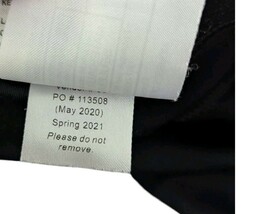 PO # 113508
(May 2020)
Spring 2021
Please do not
remove.